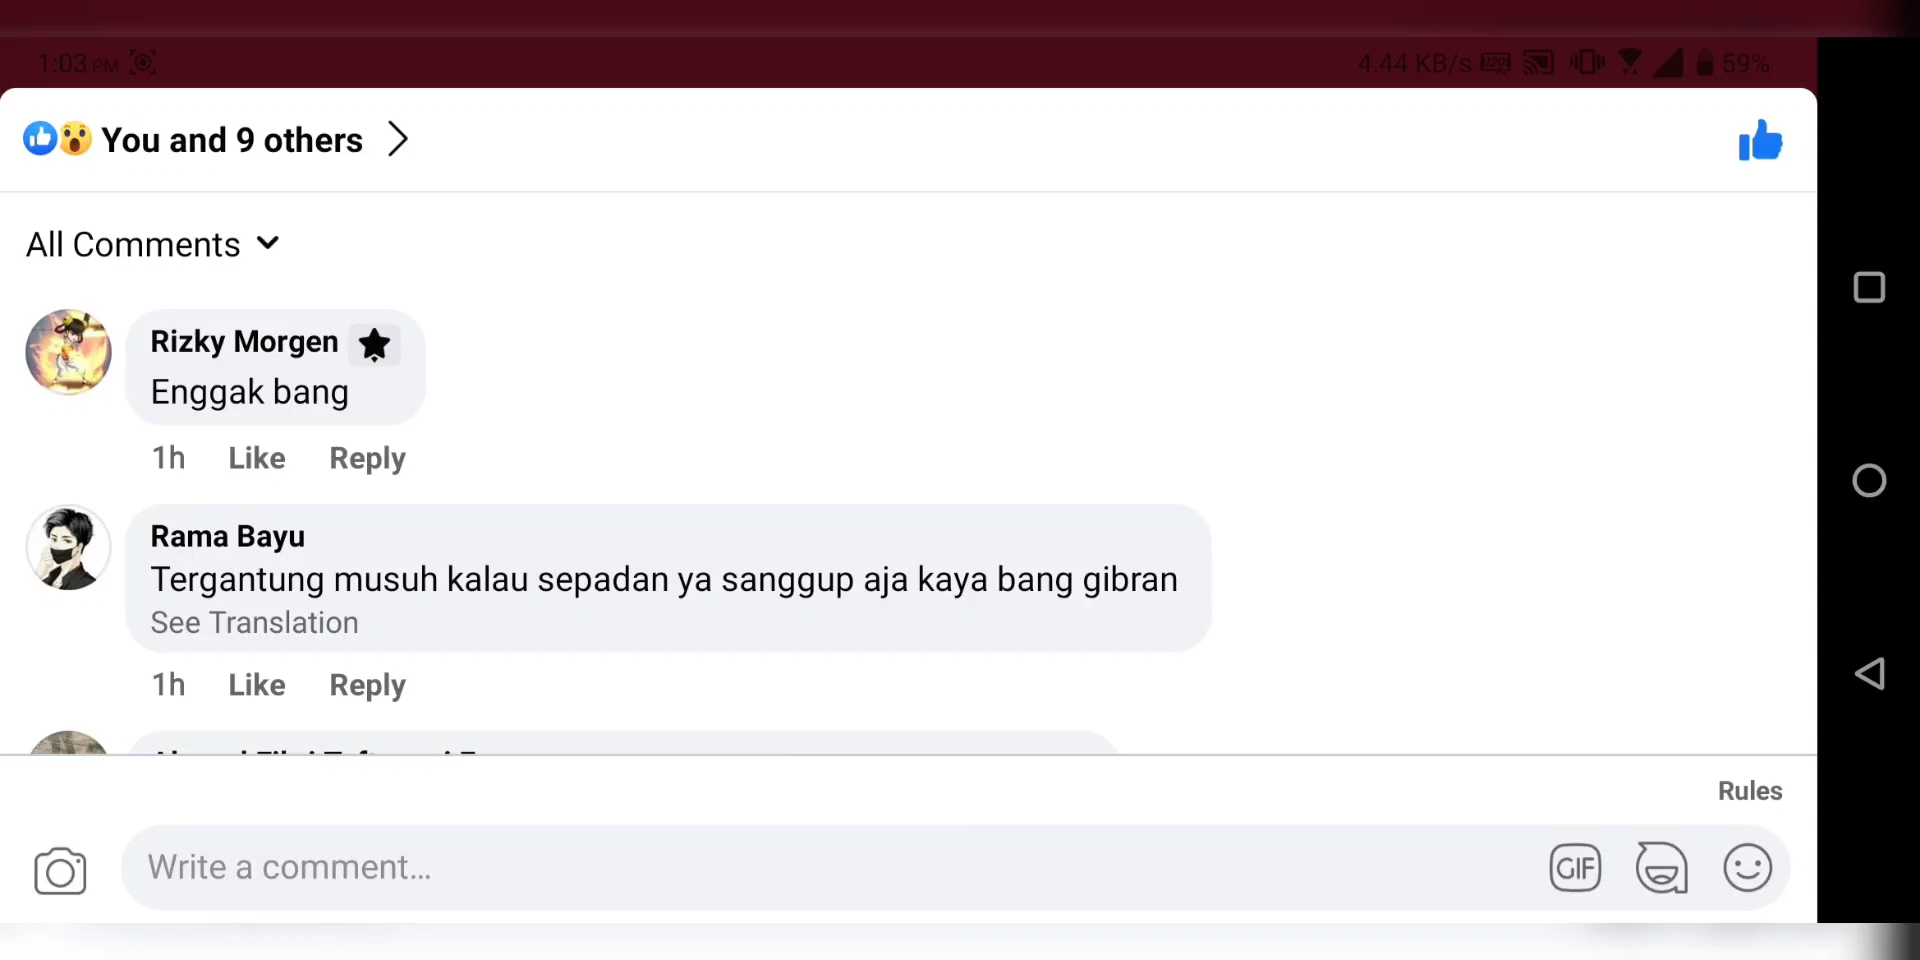 1:03 PM 4.44 KB/s 59%
You and 9 others
All Comments
Rizky Morgen
Enggak bang
1h Like Reply
Rama Bayu
Tergantung musuh kalau sepadan ya sanggup aja kaya bang gibran
See Translation
1h Like Reply
Rules
Write a comment...
GIF